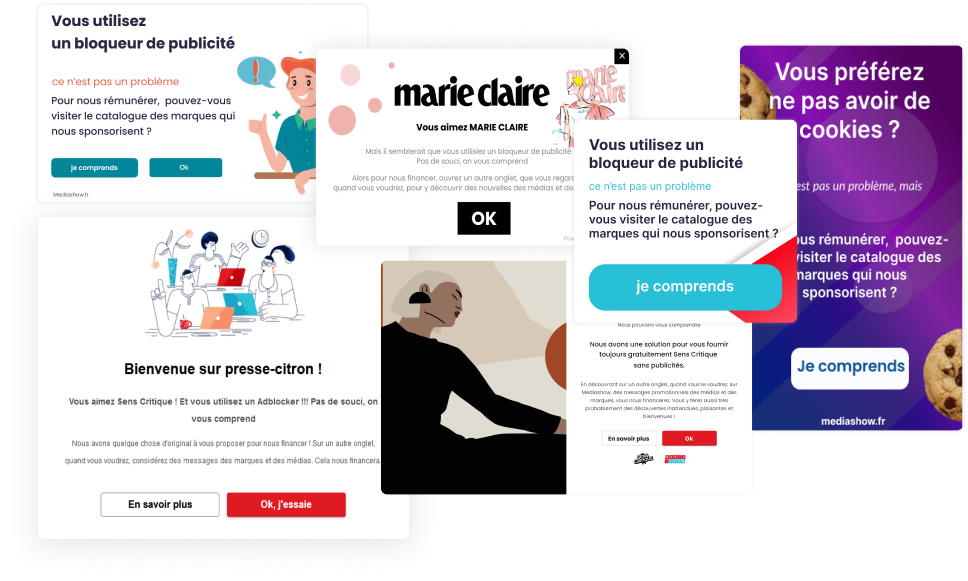 Vous utilisez
un bloqueur de publicité
ce n'est pas un problème
Pour nous rémunérer, pouvez-vous
visiter le catalogue des marques qui
nous sponsorisent ?
je comprends
Ok
Mediashow.fr
marie claire
Vous aimez MARIE CLAIRE
Mais il semblerait que vous utilisiez un bloqueur de publicité
Pas de souci, on vous comprend
Alors pour nous financer, ouvrez un autre onglet, que vous regard
quand vous voudrez, pour y découvrir des nouvelles des médias et de
OK
marie
claire
Vous utilisez un
bloqueur de publicité
ce n'est pas un problème
Pour nous rémunérer, pouvez-
vous visiter le catalogue des
marques qui nous sponsorisent ?
je comprends
Vous préférez
ne pas avoir de
cookies ?
est pas un problème, mais
ous rémunérer, pouvez-
visiter le catalogue des
marques qui nous
sponsorisent ?
Je comprends
mediashow.fr
Bienvenue sur presse-citron !
Vous aimez Sens Critique ! Et vous utilisez un Adblocker !!! Pas de souci, on
vous comprend
Nous avons quelque chose d'original à vous proposer pour nous financer ! Sur un autre onglet,
quand vous voudrez, considérez des messages des marques et des médias. Cela nous financera
En savoir plus
Ok, j'essaie
Nous pouvons vous comprendre
Nous avons une solution pour vous fournir
toujours gratuitement Sens Critique
sans publicités.
En découvrant sur un autre onglet, quand vous le voudrez, sur
Mediashow, des messages promotionnels des médias et des
marques, vous nous financerez. Vous y ferez aussi très
probablement des découvertes inattendues, plaisantes et
bienvenues !
En savoir plus
Ok